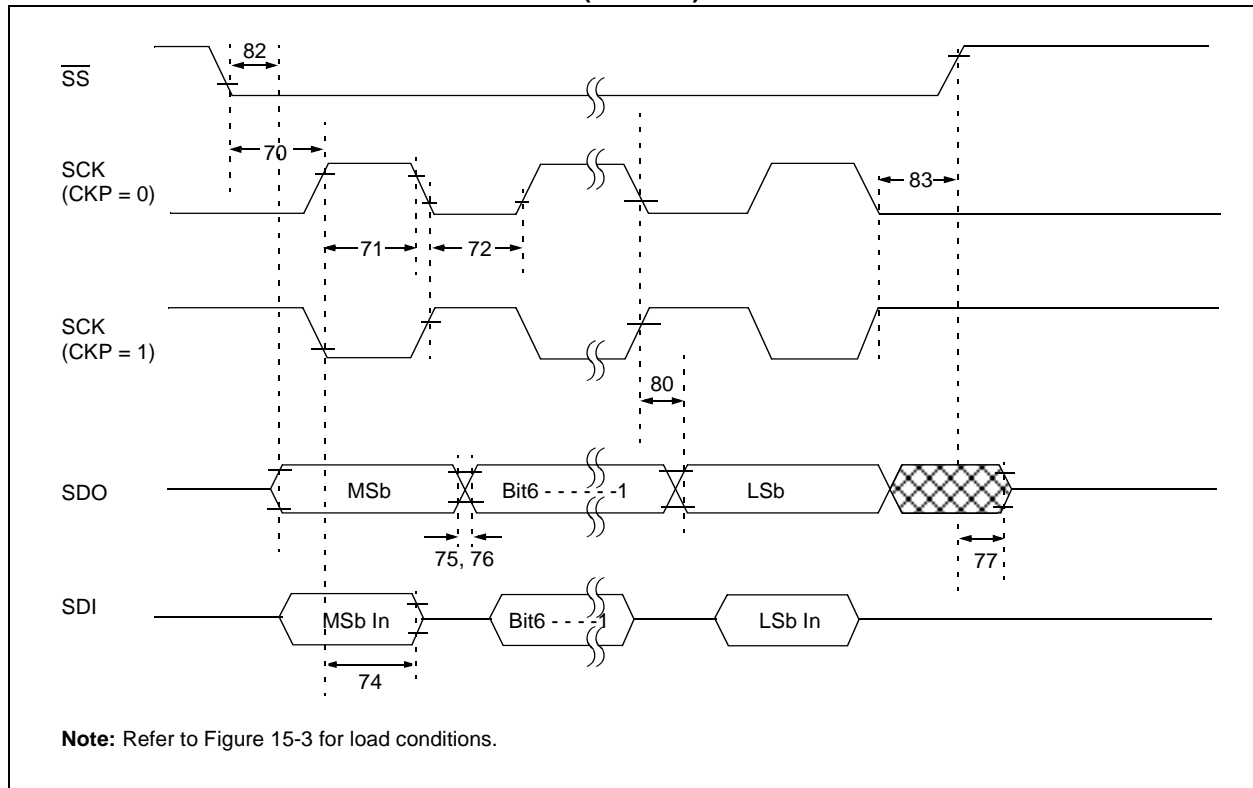 82
SS
70
SCK
(CKP = 0)
83
71
72
SCK
(CKP = 1)
80
SDO
MSb
Bit6 - - - - - -1
LSb
75, 76
77
SDI
MSb In
Bit6 - - - -1
LSb In
74
Note: Refer to Figure 15-3 for load conditions.